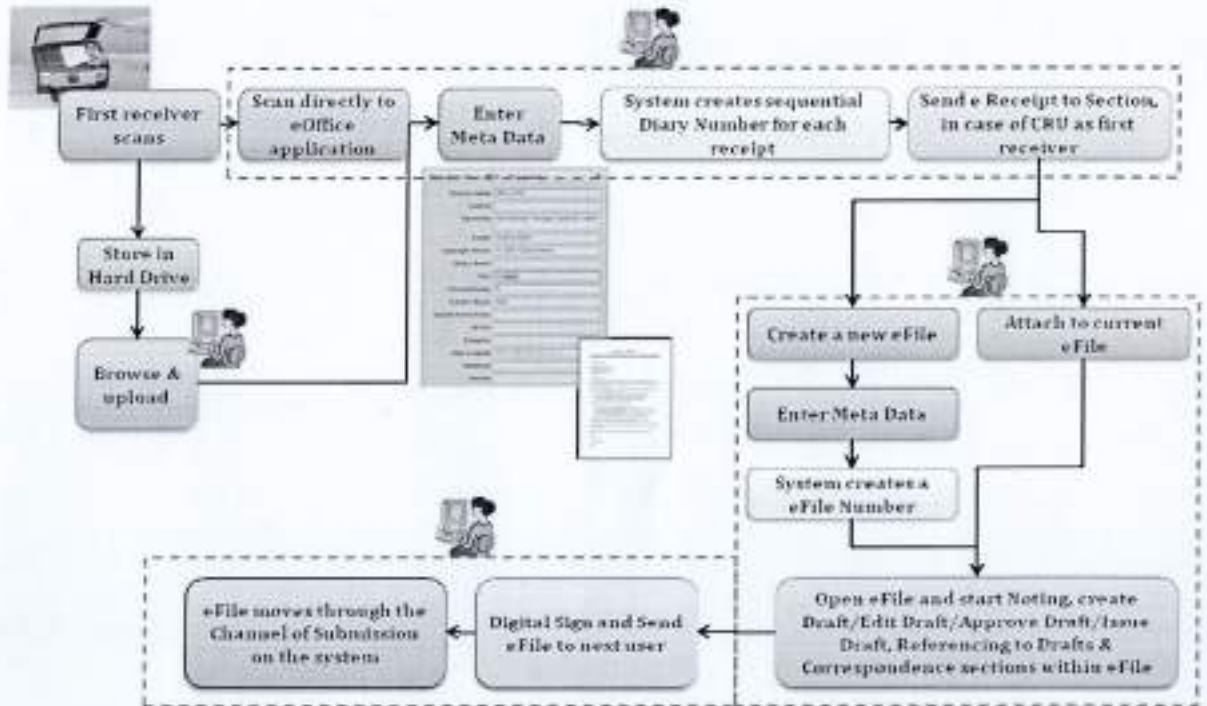 First receiver
scans
Scan directly to
eOffice
application
Enter
Meta Data
System creates sequential
Diary Number for each
receipt
Send e Receipt to Section,
in case of CRU as first
receiver
Store in
Hard Drive
Browse &
upload
Create a new eFile
Attach to current
eFile
Enter Meta Data
System creates a
eFile Number
Open eFile and start Noting, create
Draft/Edit Draft/Approve Draft/Issue
Draft, Referencing to Drafts &
Correspondence sections within eFile
Digital Sign and Send
eFile to next user
eFile moves through the
Channel of Submission
on the system